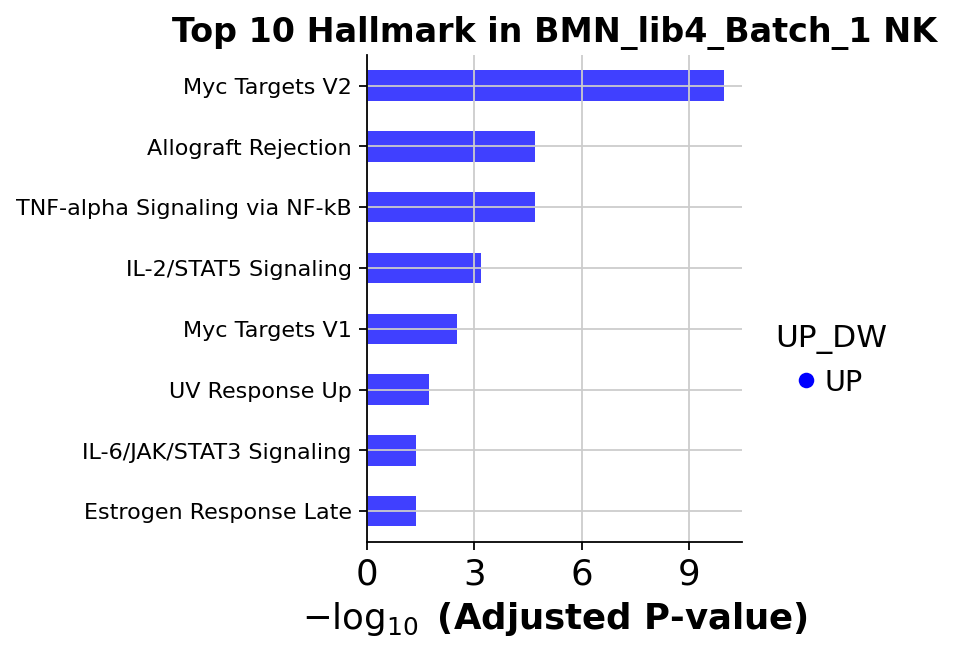 Top 10 Hallmark in BMN_lib4_Batch_1 NK
Myc Targets V2
Allograft Rejection
TNF-alpha Signaling via NF-kB
IL-2/STAT5 Signaling
Myc Targets V1
UV Response Up
IL-6/JAK/STAT3 Signaling
Estrogen Response Late
UP_DW
UP
0 3 6 9
−log₁₀ (Adjusted P-value)